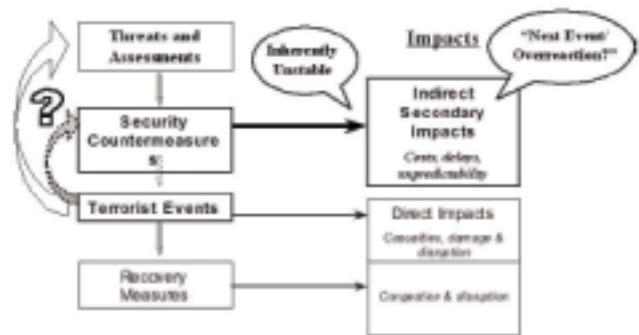 Threats and
Assessments
?
Security
Countermeasure
s
Terrorist Events
Recovery
Measures
Inherently
Unstable
Impacts
"Next Event/
Overreaction?"
Indirect
Secondary
Impacts
Costs, delays,
unpredictability
Direct Impacts
Casualties, damage &
disruption
Congestion & disruption